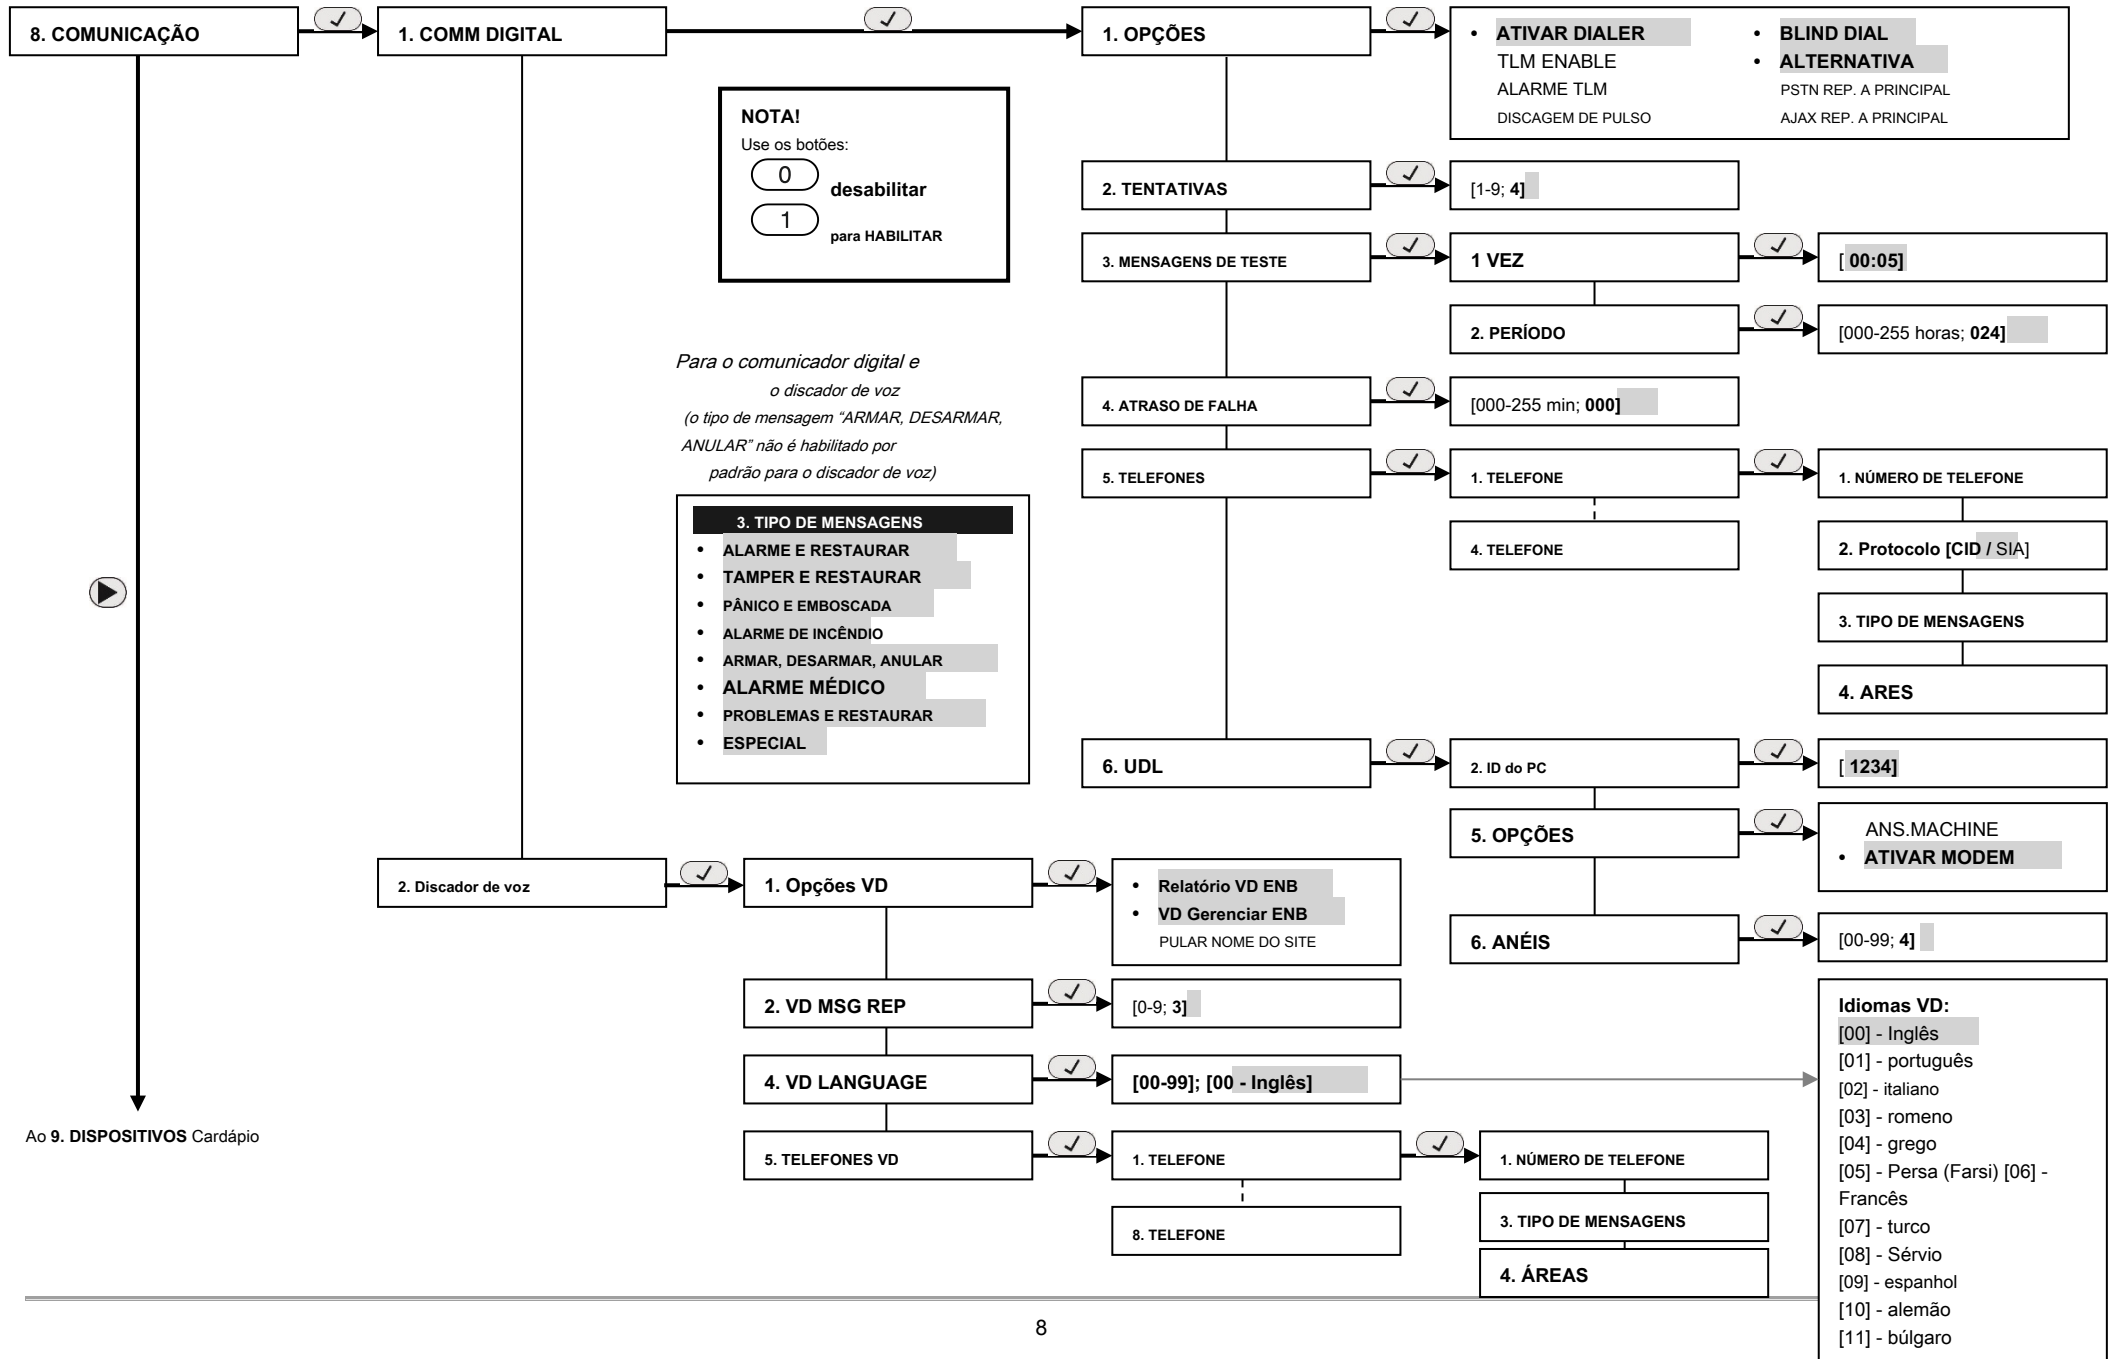 8. COMUNICAÇÃO
1. COMM DIGITAL
1. OPÇÕES
• ATIVAR DIALER
TLM ENABLE
ALARME TLM
DISCAGEM DE PULSO
• BLIND DIAL
• ALTERNATIVA
PSTN REP. A PRINCIPAL
AJAX REP. A PRINCIPAL
NOTA!
Use os botões:
0 desabilitar
1 para HABILITAR
2. TENTATIVAS
[1-9; 4]
3. MENSAGENS DE TESTE
1 VEZ
[ 00:05]
2. PERÍODO
[000-255 horas; 024]
Para o comunicador digital e
o discador de voz
(o tipo de mensagem “ARMAR, DESARMAR,
ANULAR” não é habilitado por
padrão para o discador de voz)
4. ATRASO DE FALHA
[000-255 min; 000]
5. TELEFONES
1. TELEFONE
1. NÚMERO DE TELEFONE
4. TELEFONE
2. Protocolo [CID / SIA]
3. TIPO DE MENSAGENS
4. ARES
3. TIPO DE MENSAGENS
• ALARME E RESTAURAR
• TAMPER E RESTAURAR
• PÂNICO E EMBOSCADA
• ALARME DE INCÊNDIO
• ARMAR, DESARMAR, ANULAR
• ALARME MÉDICO
• PROBLEMAS E RESTAURAR
• ESPECIAL
6. UDL
2. ID do PC
[ 1234]
5. OPÇÕES
ANS.MACHINE
• ATIVAR MODEM
6. ANÉIS
[00-99; 4]
2. Discador de voz
1. Opções VD
• Relatório VD ENB
• VD Gerenciar ENB
PULAR NOME DO SITE
2. VD MSG REP
[0-9; 3]
4. VD LANGUAGE
[00-99]; [00 - Inglês]
5. TELEFONES VD
1. TELEFONE
1. NÚMERO DE TELEFONE
8. TELEFONE
3. TIPO DE MENSAGENS
4. ÁREAS
Idiomas VD:
[00] - Inglês
[01] - português
[02] - italiano
[03] - romeno
[04] - grego
[05] - Persa (Farsi) [06] -
Francês
[07] - turco
[08] - Sérvio
[09] - espanhol
[10] - alemão
[11] - búlgaro
Ao 9. DISPOSITIVOS Cardápio
8